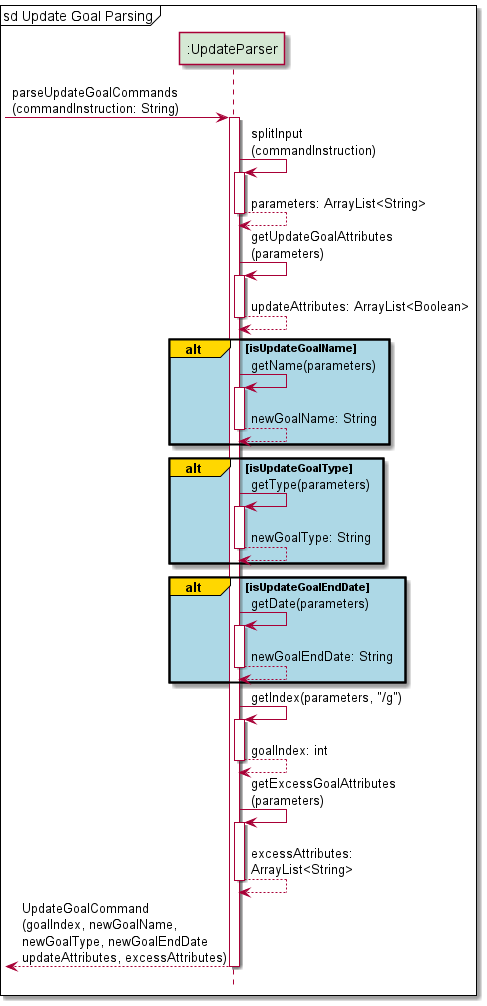 sd Update Goal Parsing
:UpdateParser
parseUpdateGoalCommands
(commandInstruction: String)
splitInput
(commandInstruction)
parameters: ArrayList<String>
getUpdateGoalAttributes
(parameters)
updateAttributes: ArrayList<Boolean>
alt [isUpdateGoalName]
getName(parameters)
newGoalName: String
alt [isUpdateGoalType]
getType(parameters)
newGoalType: String
alt [isUpdateGoalEndDate]
getDate(parameters)
newGoalEndDate: String
getIndex(parameters, "/g")
goalIndex: int
getExcessGoalAttributes
(parameters)
excessAttributes:
ArrayList<String>
UpdateGoalCommand
(goalIndex, newGoalName,
newGoalType, newGoalEndDate
updateAttributes, excessAttributes)